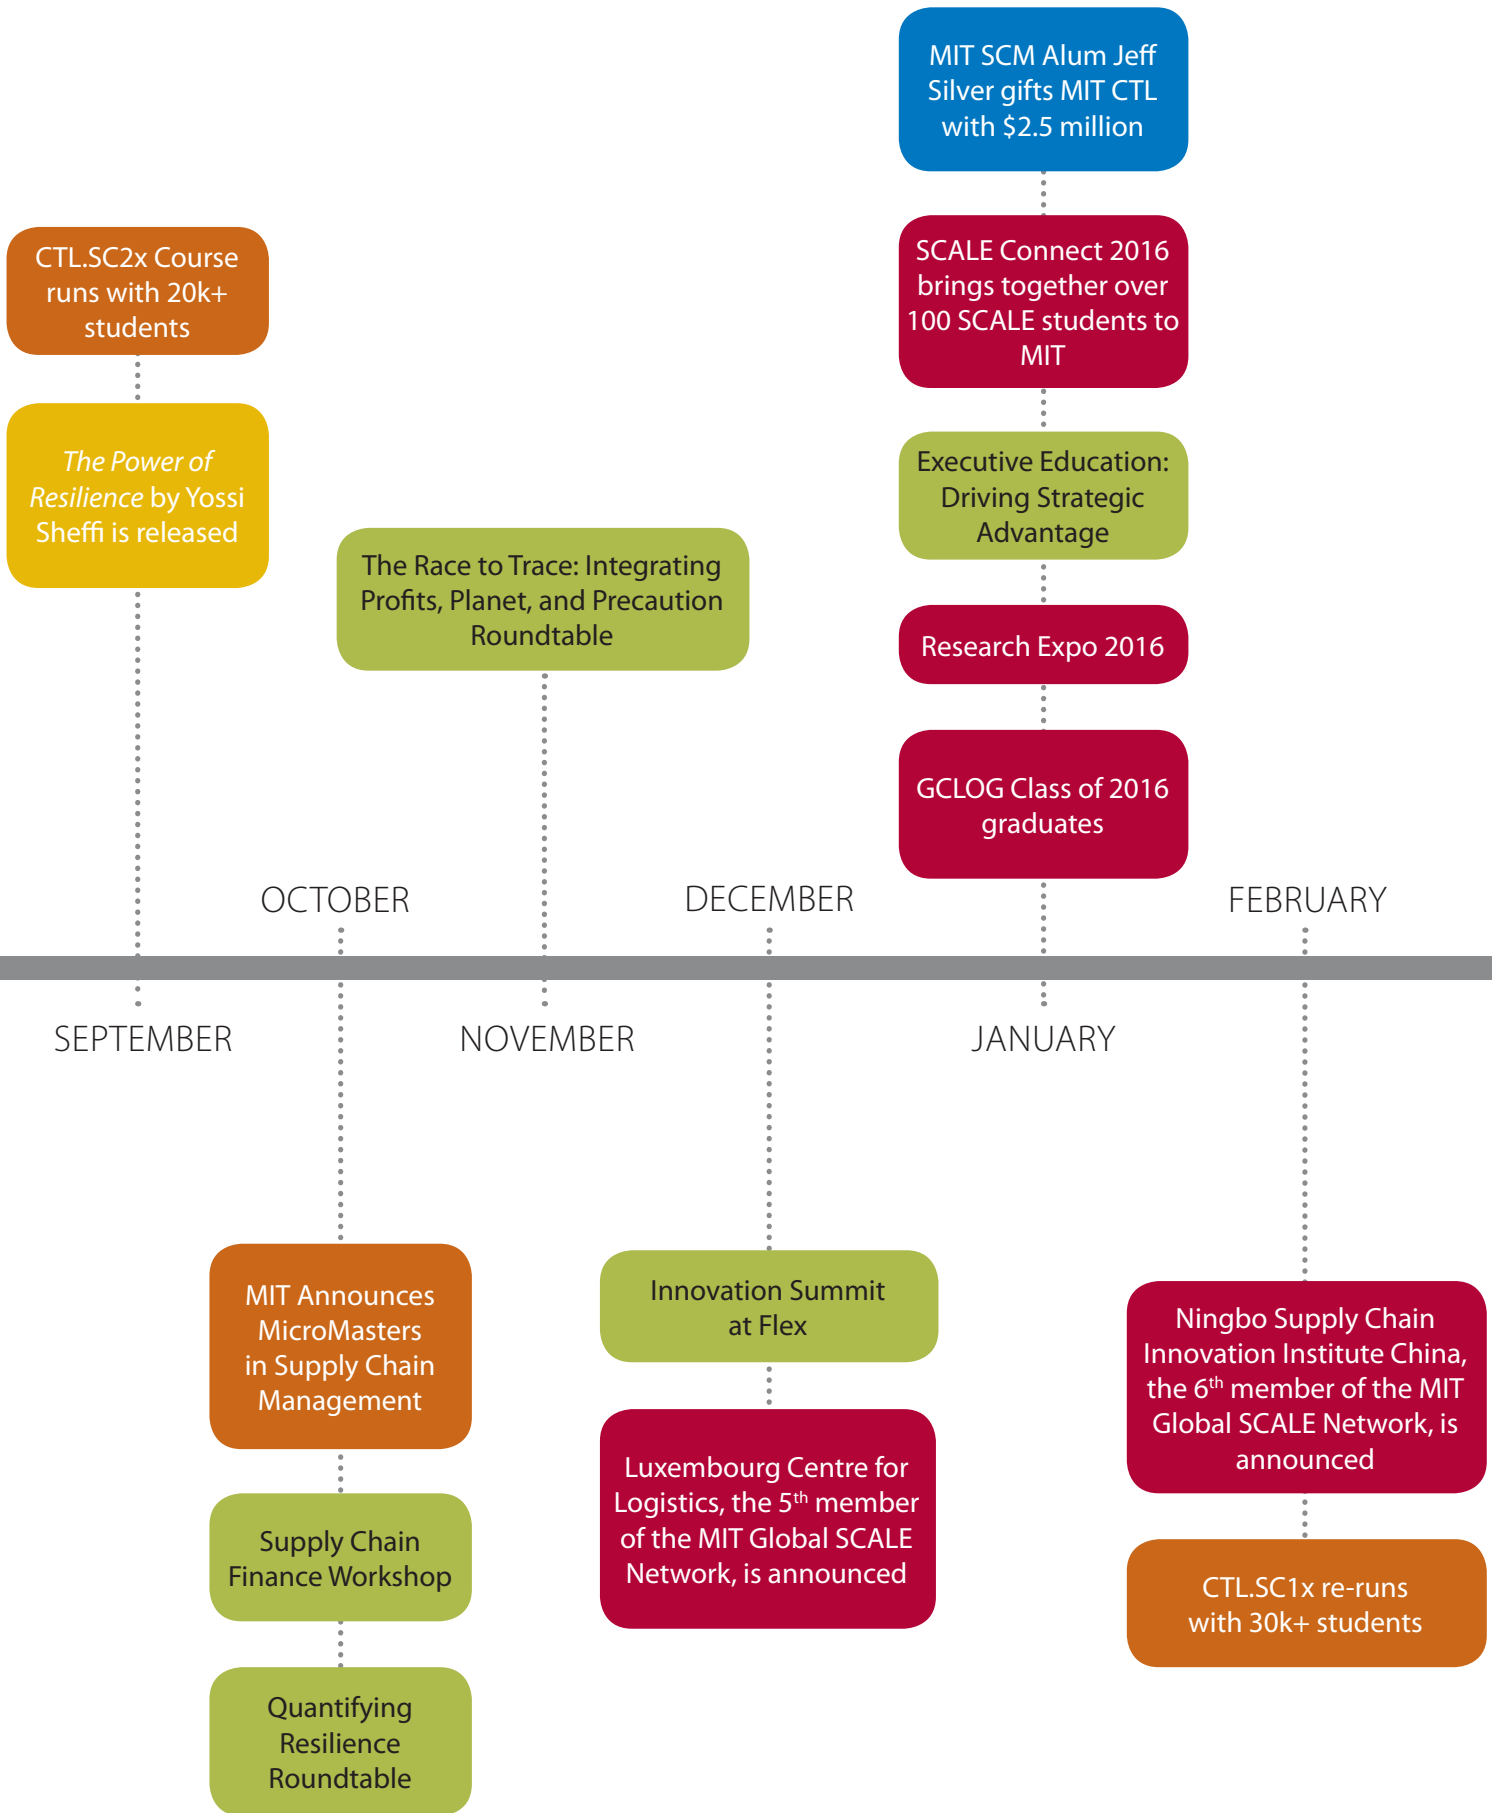 MIT SCM Alum Jeff
Silver gifts MIT CTL
with $2.5 million
SCALE Connect 2016
brings together over
100 SCALE students to
MIT
Executive Education:
Driving Strategic
Advantage
Research Expo 2016
GCLOG Class of 2016
graduates
CTL.SC2x Course
runs with 20k+
students
The Power of
Resilience by Yossi
Sheffi is released
The Race to Trace: Integrating
Profits, Planet, and Precaution
Roundtable
OCTOBER
DECEMBER
FEBRUARY
SEPTEMBER
NOVEMBER
JANUARY
MIT Announces
MicroMasters
in Supply Chain
Management
Supply Chain
Finance Workshop
Quantifying
Resilience
Roundtable
Innovation Summit
at Flex
Luxembourg Centre for
Logistics, the 5th member
of the MIT Global SCALE
Network, is announced
Ningbo Supply Chain
Innovation Institute China,
the 6th member of the MIT
Global SCALE Network, is
announced
CTL.SC1x re-runs
with 30k+ students